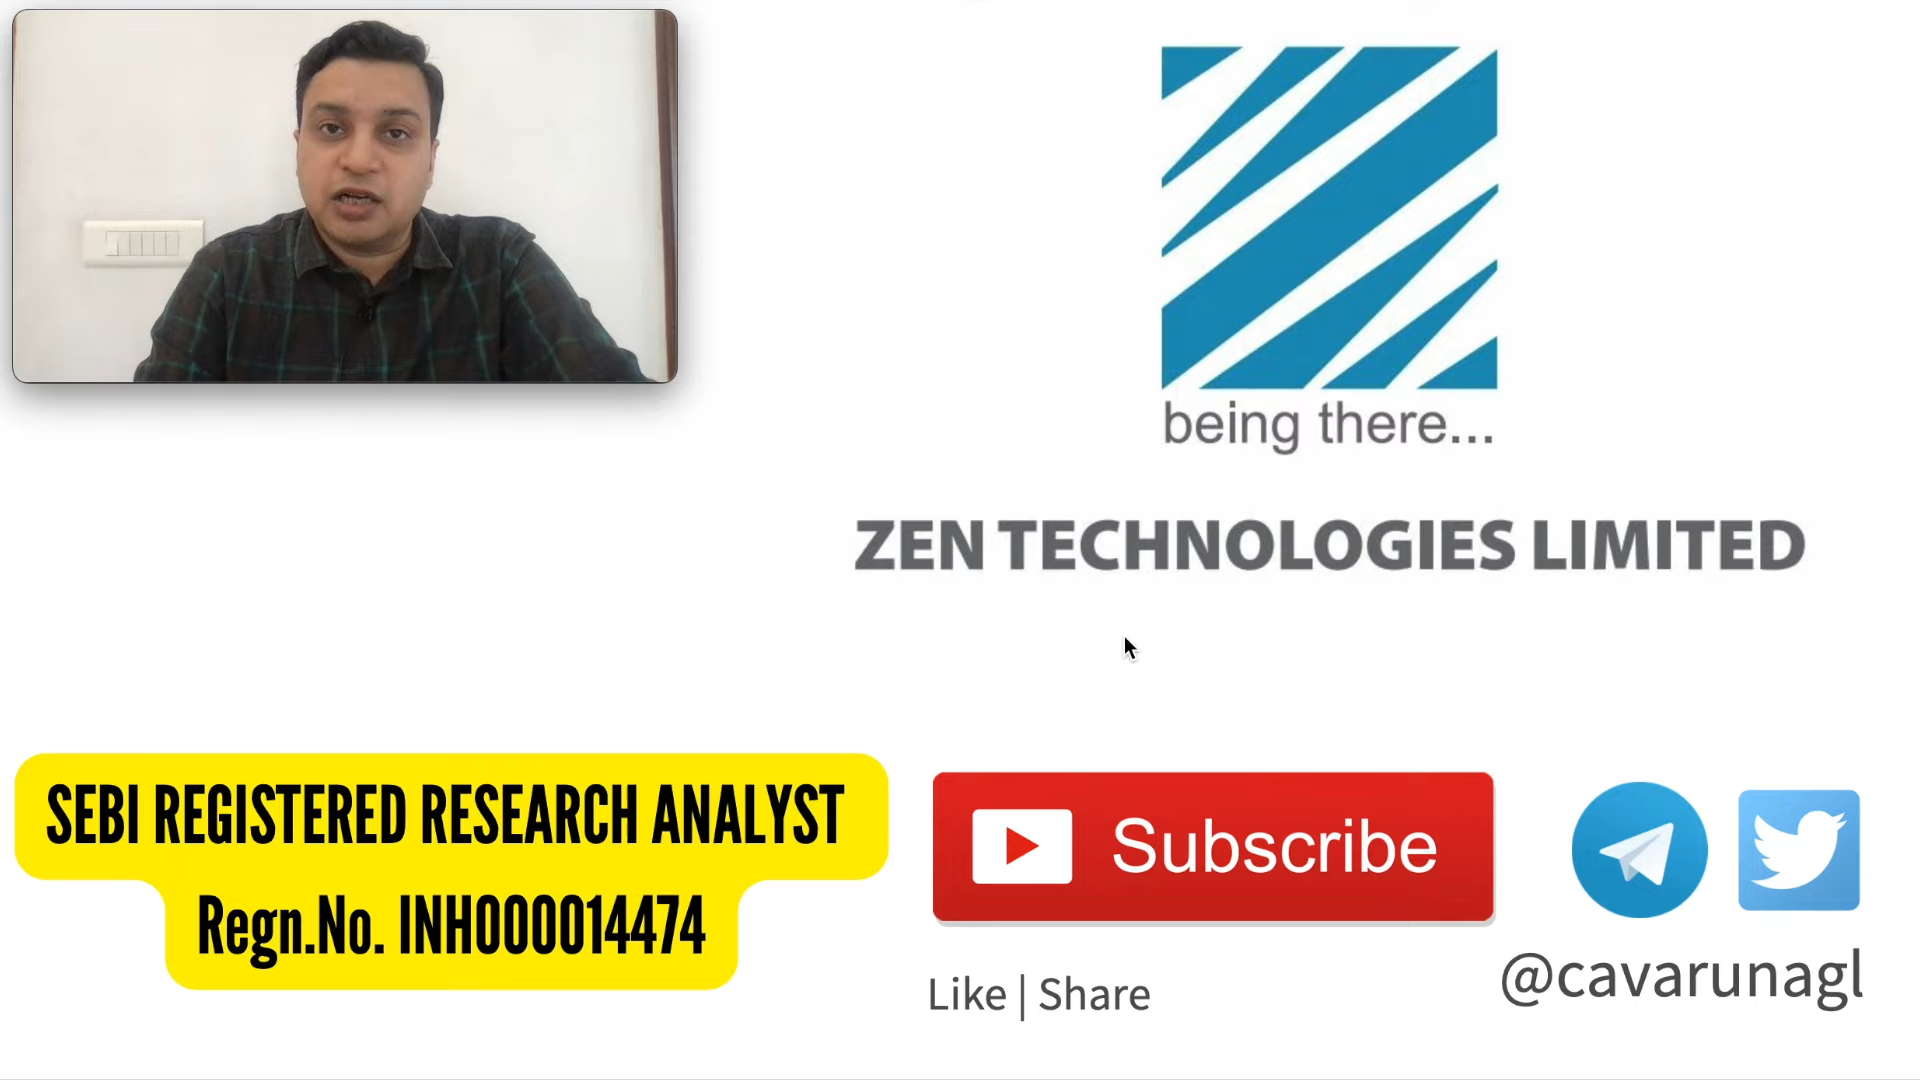 being there...
ZEN TECHNOLOGIES LIMITED
SEBI REGISTERED RESEARCH ANALYST
Regn.No. INH000014474
Subscribe
Like | Share
@cavarunagl